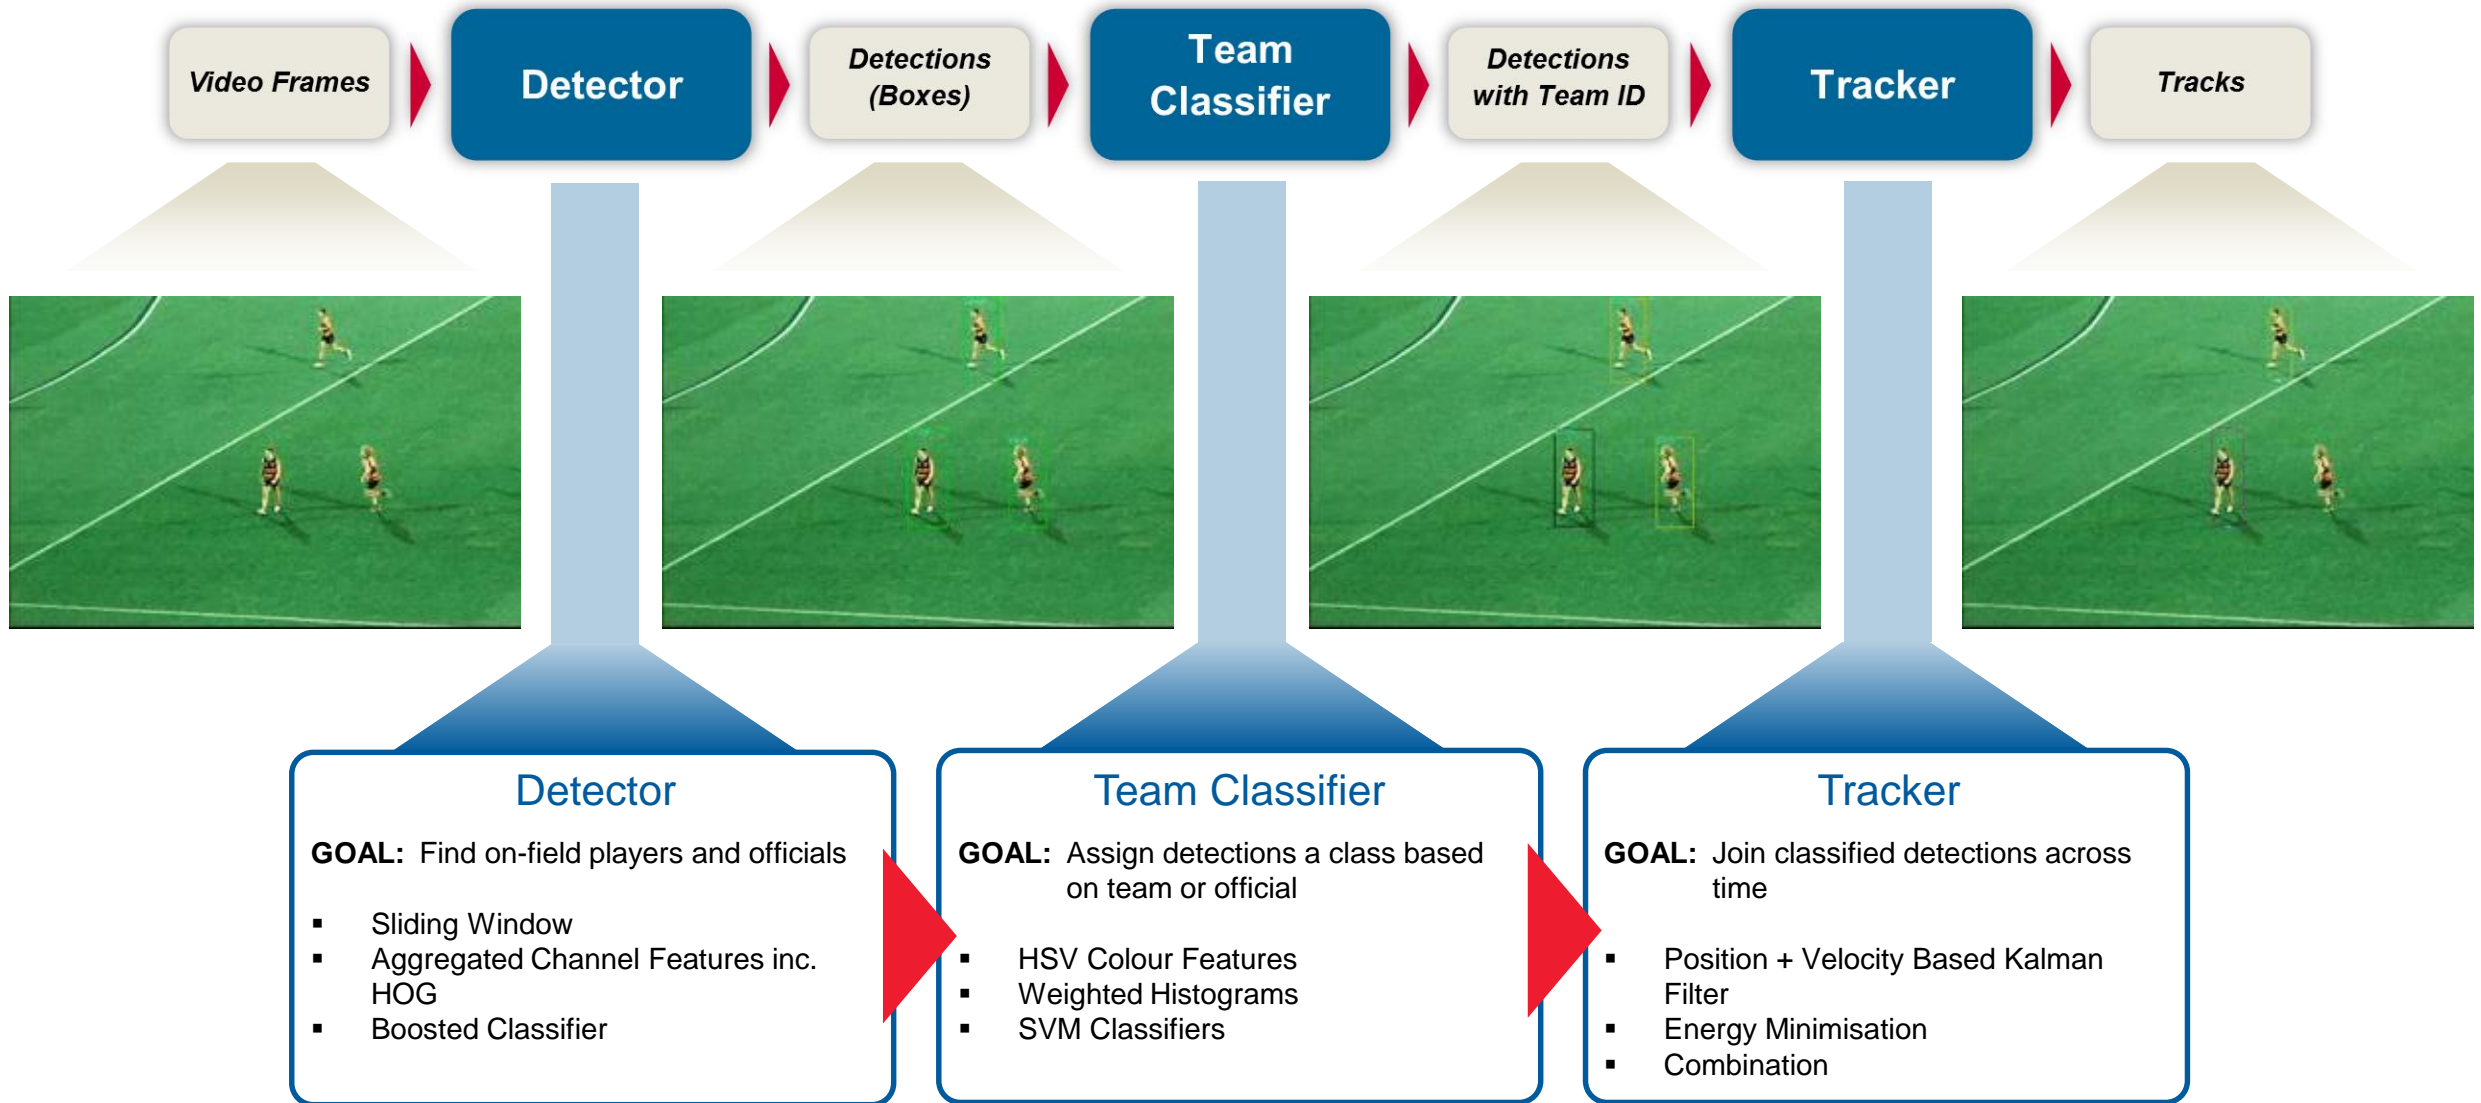 Video Frames
Detector
Detections
(Boxes)
Team
Classifier
Detections
with Team ID
Tracker
Tracks
Detector
GOAL: Find on-field players and officials
▪ Sliding Window
▪ Aggregated Channel Features inc.
HOG
▪ Boosted Classifier
Team Classifier
GOAL: Assign detections a class based
on team or official
▪ HSV Colour Features
▪ Weighted Histograms
▪ SVM Classifiers
Tracker
GOAL: Join classified detections across
time
▪ Position + Velocity Based Kalman
Filter
▪ Energy Minimisation
▪ Combination